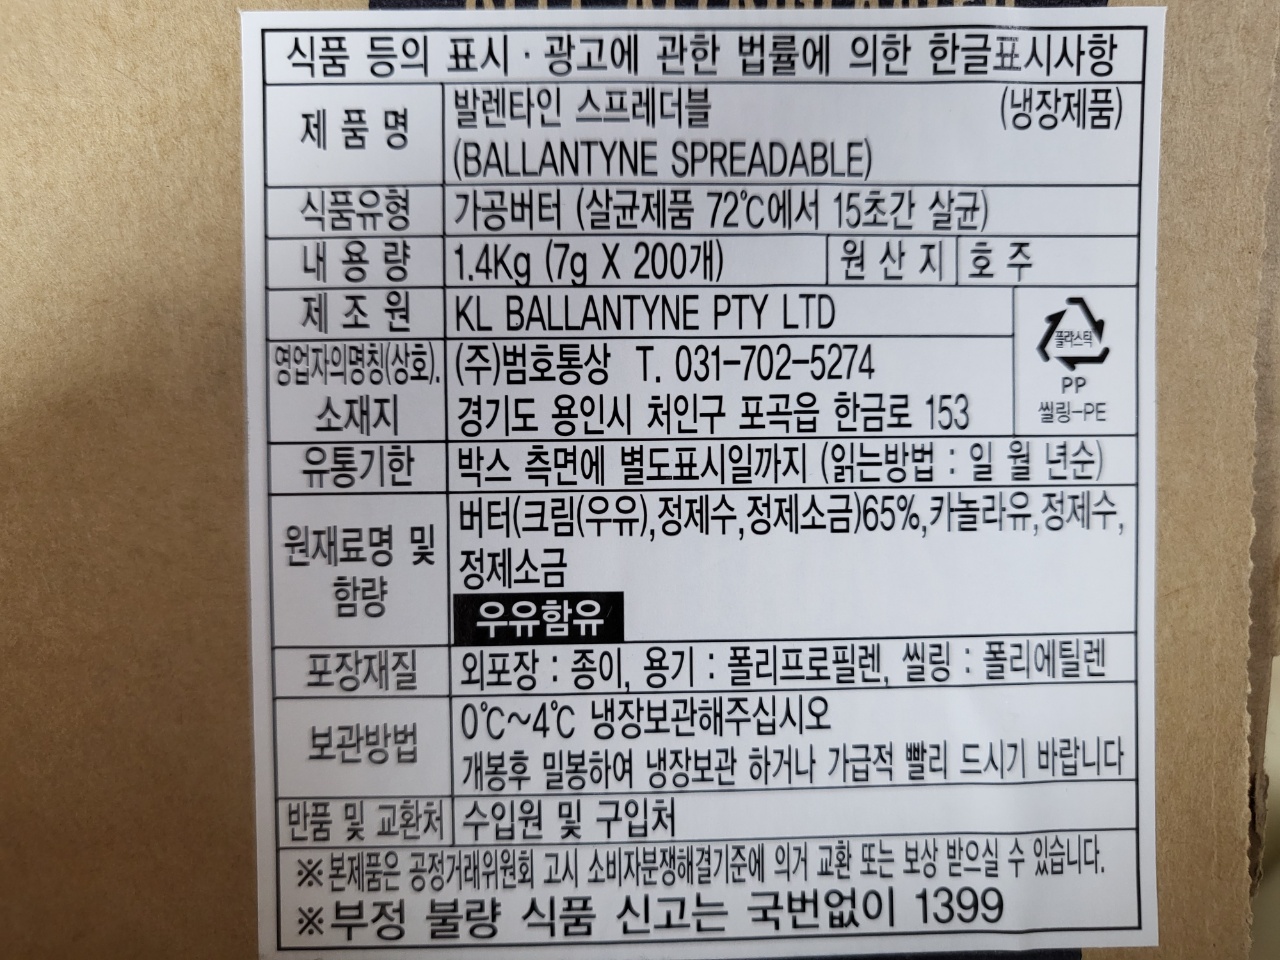 식품 등의 표시·광고에 관한 법률에 의한 한글표시사항
제 품 명
발렌타인 스프레더블 (냉장제품)
(BALLANTYNE SPREADABLE)
식품유형 가공버터 (살균제품 72℃에서 15초간 살균)
내 용 량 1.4Kg (7g X 200개) 원 산 지 호 주
제 조 원 KL BALLANTYNE PTY LTD
플라스틱
PP
씰링-PE
영업자의명칭(상호). (주)범호통상 T. 031-702-5274
소재지 경기도 용인시 처인구 포곡읍 한금로 153
유통기한 박스 측면에 별도표시일까지 (읽는방법 : 일 월 년순)
원재료명 및
함량
버터(크림(우유),정제수,정제소금)65%,카놀라유,정제수,
정제소금
우유함유
포장재질 외포장 : 종이, 용기 : 폴리프로필렌, 씰링 : 폴리에틸렌
보관방법
0℃~4℃ 냉장보관해주십시오
개봉후 밀봉하여 냉장보관 하거나 가급적 빨리 드시기 바랍니다
반품 및 교환처 수입원 및 구입처
※본제품은 공정거래위원회 고시 소비자분쟁해결기준에 의거 교환 또는 보상 받으실 수 있습니다.
※부정 불량 식품 신고는 국번없이 1399